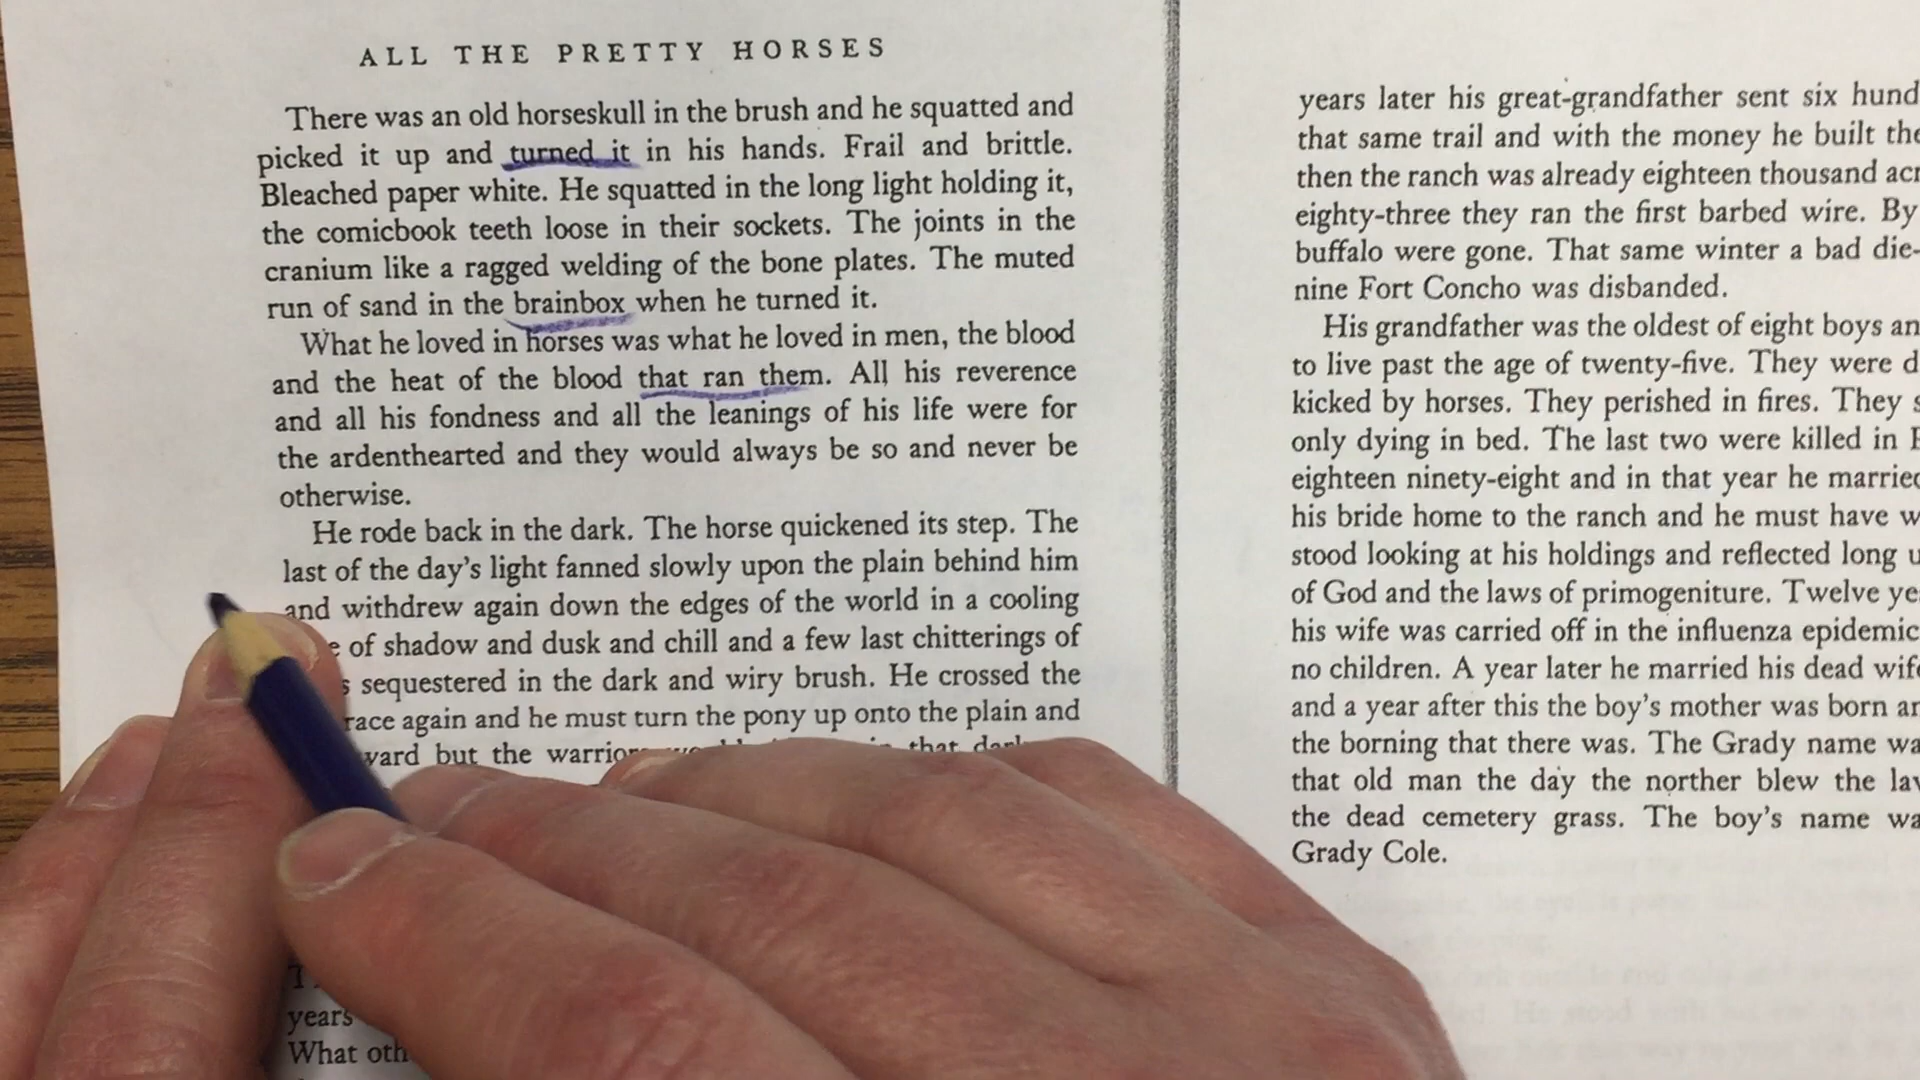 ALL THE PRETTY HORSES
There was an old horseskull in the brush and he squatted and
picked it up and turned it in his hands. Frail and brittle.
Bleached paper white. He squatted in the long light holding it,
the comicbook teeth loose in their sockets. The joints in the
cranium like a ragged welding of the bone plates. The muted
run of sand in the brainbox when he turned it.
What he loved in horses was what he loved in men, the blood
and the heat of the blood that ran them. All his reverence
and all his fondness and all the leanings of his life were for
the ardenthearted and they would always be so and never be
otherwise.
He rode back in the dark. The horse quickened its step. The
last of the day's light fanned slowly upon the plain behind him
and withdrew again down the edges of the world in a cooling
of shadow and dusk and chill and a few last chitterings of
sequestered in the dark and wiry brush. He crossed the
again and he must turn the pony up onto the plain and
but the in that
years
What
years later his great-grandfather sent six
that same trail and with the money he built
then the ranch was already eighteen thousand
eighty-three they ran the first barbed wire. By
buffalo were gone. That same winter a bad die-
nine Fort Concho was disbanded.
His grandfather was the oldest of eight boys
to live past the age of twenty-five. They were
kicked by horses. They perished in fires. They
only dying in bed. The last two were killed in
eighteen ninety-eight and in that year he
his bride home to the ranch and he must have
stood looking at his holdings and reflected long
of God and the laws of primogeniture. Twelve
his wife was carried off in the influenza epidemic
no children. A year later he married his dead
and a year after this the boy's mother was born
the borning that there was. The Grady name
that old man the day the norther blew the
the dead cemetery grass. The boy's name
Grady Cole.